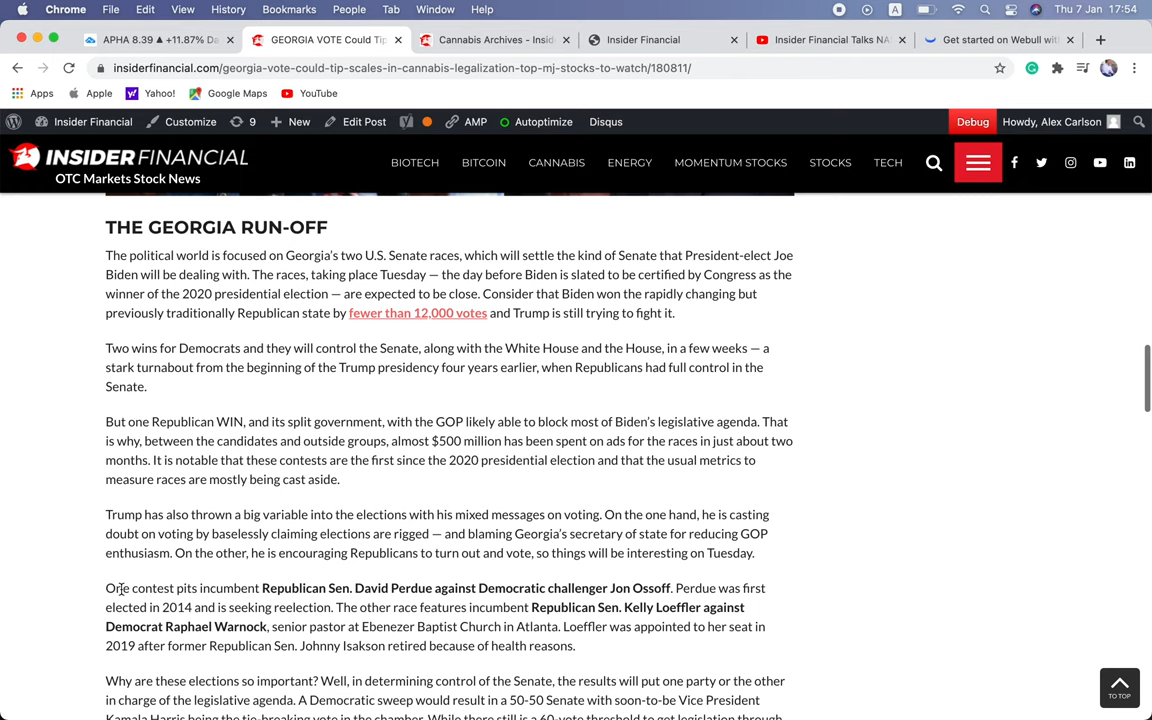 Chrome File Edit View History Bookmarks People Tab Window Help A Thu 7 Jan 17:54
APHA 8.39 ▲ +11.87% Da GEORGIA VOTE Could Tip Cannabis Archives - Insid Insider Financial Insider Financial Talks NA Get started on Webull wit
insiderfinancial.com/georgia-vote-could-tip-scales-in-cannabis-legalization-top-mj-stocks-to-watch/180811/
Apps Apple Yahoo! Google Maps YouTube
Insider Financial Customize 9 New Edit Post AMP Autoptimize Disqus Debug Howdy, Alex Carlson
INSIDERFINANCIAL
OTC Markets Stock News
BIOTECH BITCOIN CANNABIS ENERGY MOMENTUM STOCKS STOCKS TECH
THE GEORGIA RUN-OFF
The political world is focused on Georgia's two U.S. Senate races, which will settle the kind of Senate that President-elect Joe
Biden will be dealing with. The races, taking place Tuesday — the day before Biden is slated to be certified by Congress as the
winner of the 2020 presidential election — are expected to be close. Consider that Biden won the rapidly changing but
previously traditionally Republican state by fewer than 12,000 votes and Trump is still trying to fight it.
Two wins for Democrats and they will control the Senate, along with the White House and the House, in a few weeks — a
stark turnabout from the beginning of the Trump presidency four years earlier, when Republicans had full control in the
Senate.
But one Republican WIN, and its split government, with the GOP likely able to block most of Biden's legislative agenda. That
is why, between the candidates and outside groups, almost $500 million has been spent on ads for the races in just about two
months. It is notable that these contests are the first since the 2020 presidential election and that the usual metrics to
measure races are mostly being cast aside.
Trump has also thrown a big variable into the elections with his mixed messages on voting. On the one hand, he is casting
doubt on voting by baselessly claiming elections are rigged — and blaming Georgia's secretary of state for reducing GOP
enthusiasm. On the other, he is encouraging Republicans to turn out and vote, so things will be interesting on Tuesday.
One contest pits incumbent Republican Sen. David Perdue against Democratic challenger Jon Ossoff. Perdue was first
elected in 2014 and is seeking reelection. The other race features incumbent Republican Sen. Kelly Loeffler against
Democrat Raphael Warnock, senior pastor at Ebenezer Baptist Church in Atlanta. Loeffler was appointed to her seat in
2019 after former Republican Sen. Johnny Isakson retired because of health reasons.
Why are these elections so important? Well, in determining control of the Senate, the results will put one party or the other
in charge of the legislative agenda. A Democratic sweep would result in a 50-50 Senate with soon-to-be Vice President
Kamala Harris being the tie-breaking vote in the chamber. While there still is a 60-vote threshold to get legislation through
TO TOP